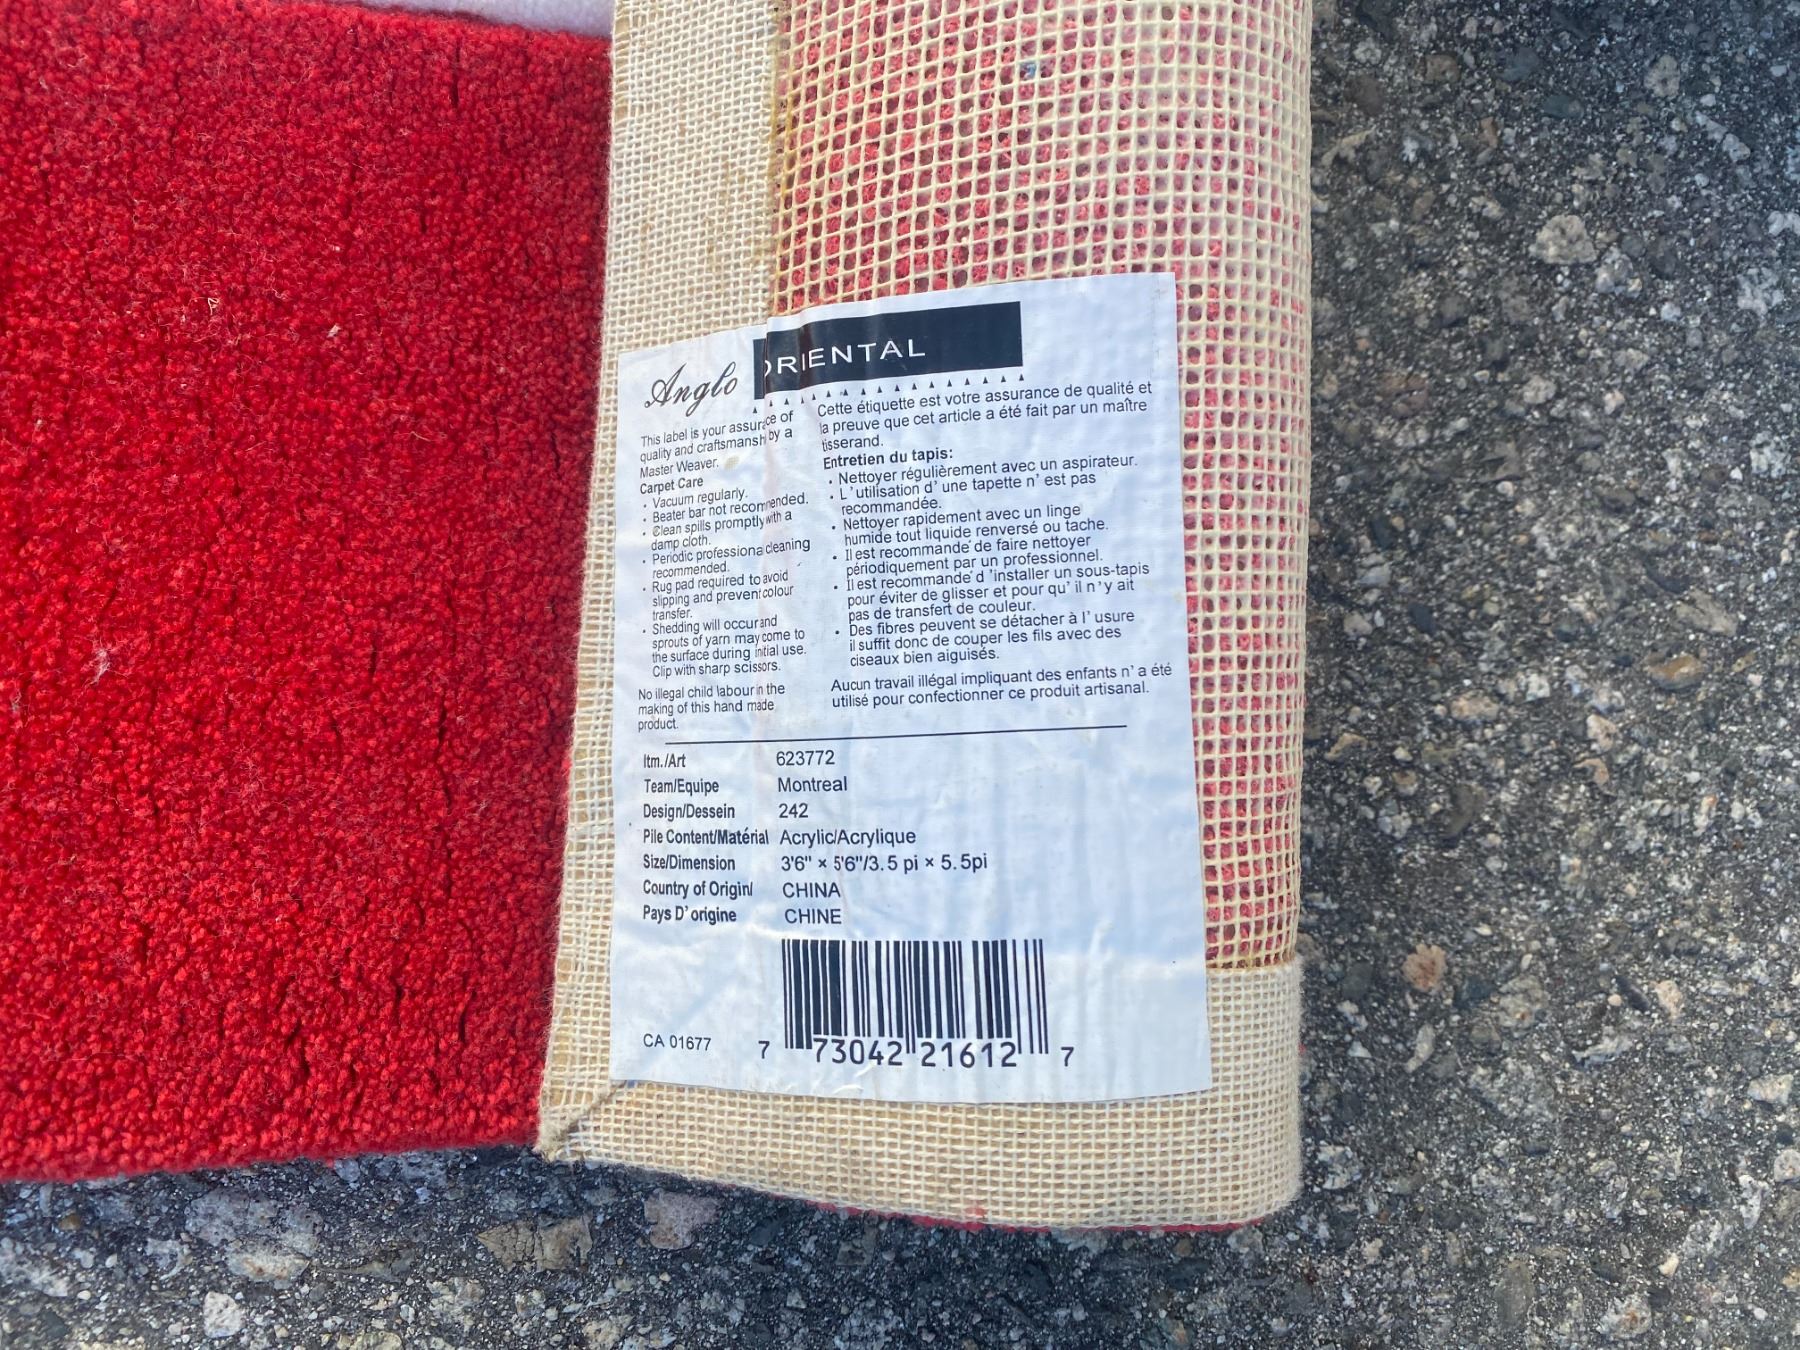 Anglo ORIENTAL
This label is your assurance of
quality and craftsmanship by a
Master Weaver.
Carpet Care
· Vacuum regularly.
· Beater bar not recommended.
· Clean spills promptly with a
damp cloth.
· Periodic professional cleaning
recommended.
· Rug pad required to avoid
slipping and prevent colour
transfer.
· Shedding will occur and
sprouts of yarn may come to
the surface during initial use.
Clip with sharp scissors.
No illegal child labour in the
making of this hand made
product.
Cette étiquette est votre assurance de qualité et
la preuve que cet article a été fait par un maître
tisserand.
Entretien du tapis:
· Nettoyer régulièrement avec un aspirateur.
· L'utilisation d'une tapette n'est pas
recommandée.
· Nettoyer rapidement avec un linge
humide tout liquide renversé ou tache.
· Il est recommandé de faire nettoyer
périodiquement par un professionnel.
· Il est recommandé d'installer un sous-tapis
pour éviter de glisser et pour qu'il n'y ait
pas de transfert de couleur.
· Des fibres peuvent se détacher à l'usure
il suffit donc de couper les fils avec des
ciseaux bien aiguisés.
Aucun travail illégal impliquant des enfants n'a été
utilisé pour confectionner ce produit artisanal.
Itm./Art 623772
Team/Equipe Montreal
Design/Dessein 242
Pile Content/Matérial Acrylic/Acrylique
Size/Dimension 3'6" × 5'6"/3.5 pi × 5.5pi
Country of Origin/ CHINA
Pays D'origine CHINE
CA 01677 7 73042 21612 7